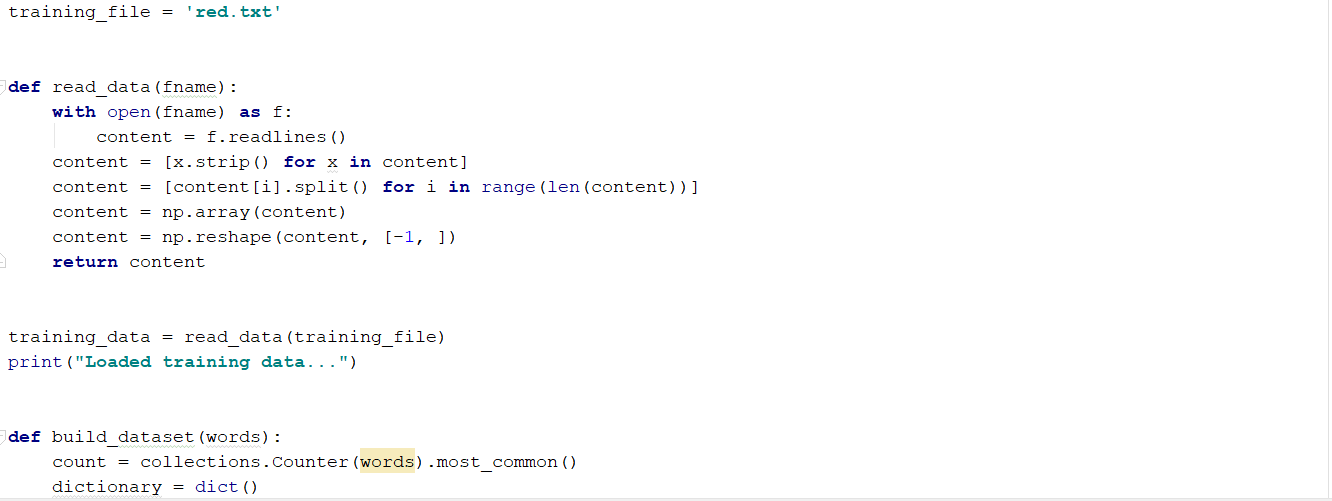 training_file = 'red.txt'
def read_data(fname):
    with open(fname) as f:
        content = f.readlines()
    content = [x.strip() for x in content]
    content = [content[i].split() for i in range(len(content))]
    content = np.array(content)
    content = np.reshape(content, [-1, ])
    return content
training_data = read_data(training_file)
print("Loaded training data...")
def build_dataset(words):
    count = collections.Counter(words).most_common()
    dictionary = dict()